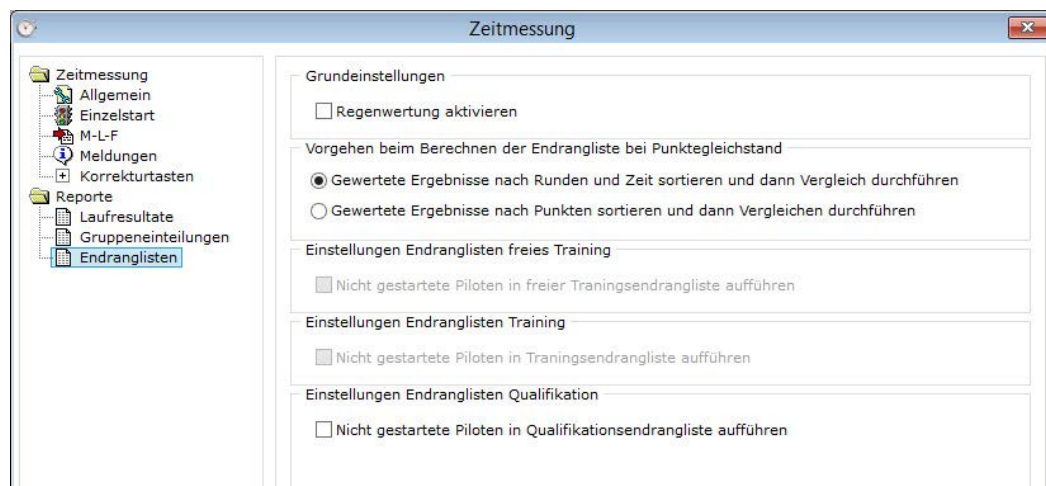 Zeitmessung
Zeitmessung
Allgemein
Einzelstart
M-L-F
Meldungen
Korrekturtasten
Reporte
Laufresultate
Gruppeneinteilungen
Endranglisten
Grundeinstellungen
Regenwertung aktivieren
Vorgehen beim Berechnen der Endrangliste bei Punktegleichstand
Gewertete Ergebnisse nach Runden und Zeit sortieren und dann Vergleich durchführen
Gewertete Ergebnisse nach Punkten sortieren und dann Vergleichen durchführen
Einstellungen Endranglisten freies Training
Nicht gestartete Piloten in freier Traningsendrangliste aufführen
Einstellungen Endranglisten Training
Nicht gestartete Piloten in Traningsendrangliste aufführen
Einstellungen Endranglisten Qualifikation
Nicht gestartete Piloten in Qualifikationsendrangliste aufführen